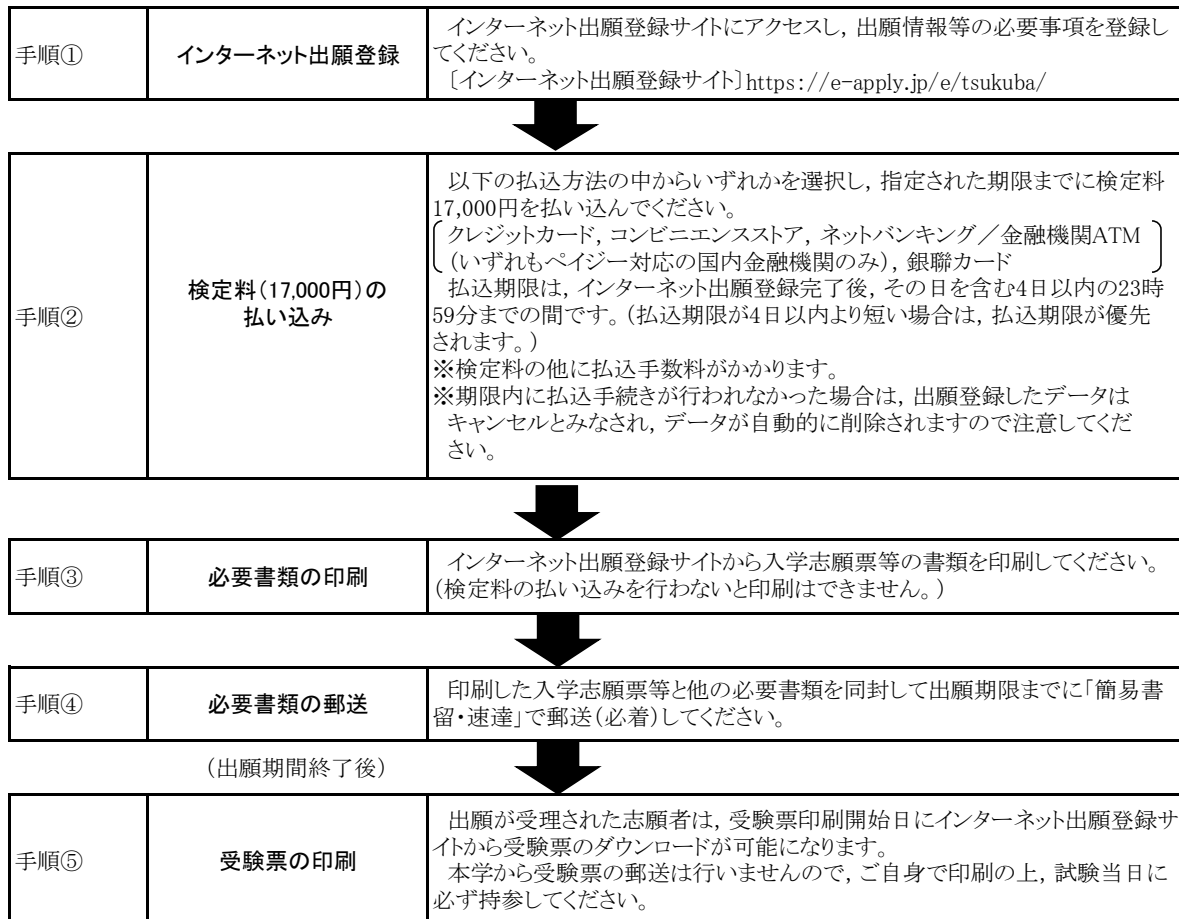 手順①
インターネット出願登録
インターネット出願登録サイトにアクセスし，出願情報等の必要事項を登録し
てください。
〔インターネット出願登録サイト〕https://e-apply.jp/e/tsukuba/
手順②
検定料（17,000円）の
払い込み
以下の払込方法の中からいずれかを選択し，指定された期限までに検定料
17,000円を払い込んでください。
クレジットカード，コンビニエンスストア，ネットバンキング／金融機関ATM
（いずれもペイジー対応の国内金融機関のみ），銀聯カード
払込期限は，インターネット出願登録完了後，その日を含む4日以内の23時
59分までの間です。（払込期限が4日以内より短い場合は，払込期限が優先
されます。）
※検定料の他に払込手数料がかかります。
※期限内に払込手続きが行われなかった場合は，出願登録したデータは
キャンセルとみなされ，データが自動的に削除されますので注意してくだ
さい。
手順③
必要書類の印刷
インターネット出願登録サイトから入学志願票等の書類を印刷してください。
（検定料の払い込みを行わないと印刷はできません。）
手順④
必要書類の郵送
印刷した入学志願票等と他の必要書類を同封して出願期限までに「簡易書
留・速達」で郵送（必着）してください。
（出願期間終了後）
手順⑤
受験票の印刷
出願が受理された志願者は，受験票印刷開始日にインターネット出願登録サ
イトから受験票のダウンロードが可能になります。
本学から受験票の郵送は行いませんので，ご自身で印刷の上，試験当日に
必ず持参してください。